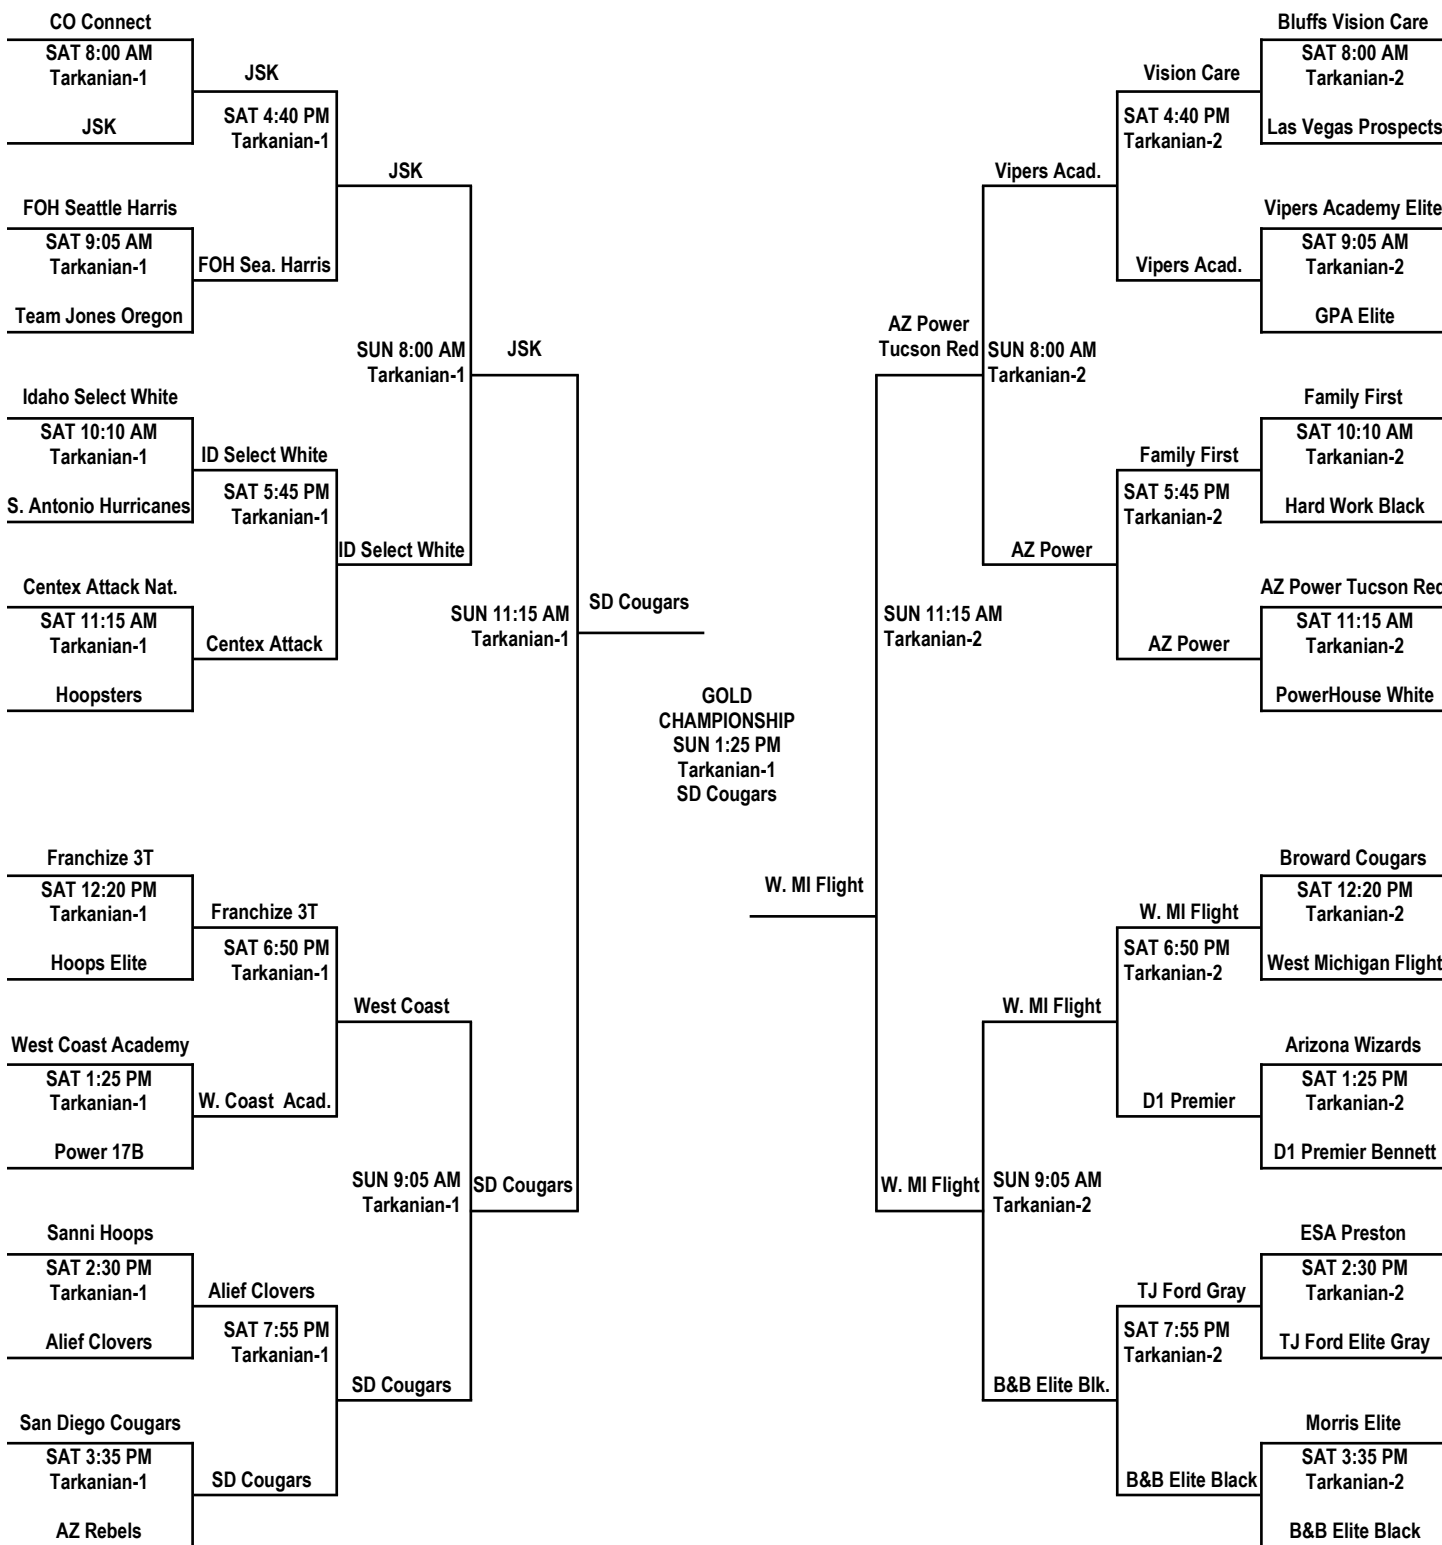 CO Connect
SAT 8:00 AM
Tarkanian-1
JSK
JSK
SAT 4:40 PM
Tarkanian-1
JSK
FOH Seattle Harris
SAT 9:05 AM
Tarkanian-1
FOH Sea. Harris
Team Jones Oregon
SUN 8:00 AM
Tarkanian-1
JSK
Idaho Select White
SAT 10:10 AM
Tarkanian-1
ID Select White
S. Antonio Hurricanes
SAT 5:45 PM
Tarkanian-1
ID Select White
Centex Attack Nat.
SAT 11:15 AM
Tarkanian-1
Centex Attack
Hoopsters
SUN 11:15 AM
Tarkanian-1
SD Cougars
Franchize 3T
SAT 12:20 PM
Tarkanian-1
Franchize 3T
Hoops Elite
SAT 6:50 PM
Tarkanian-1
West Coast
West Coast Academy
SAT 1:25 PM
Tarkanian-1
W. Coast Acad.
Power 17B
SUN 9:05 AM
Tarkanian-1
SD Cougars
Sanni Hoops
SAT 2:30 PM
Tarkanian-1
Alief Clovers
Alief Clovers
SAT 7:55 PM
Tarkanian-1
SD Cougars
San Diego Cougars
SAT 3:35 PM
Tarkanian-1
SD Cougars
AZ Rebels
GOLD
CHAMPIONSHIP
SUN 1:25 PM
Tarkanian-1
SD Cougars
Bluffs Vision Care
SAT 8:00 AM
Tarkanian-2
Vision Care
Las Vegas Prospects
SAT 4:40 PM
Tarkanian-2
Vipers Acad.
Vipers Academy Elite
SAT 9:05 AM
Tarkanian-2
Vipers Acad.
GPA Elite
AZ Power
Tucson Red
SUN 8:00 AM
Tarkanian-2
Family First
SAT 10:10 AM
Tarkanian-2
Family First
Hard Work Black
SAT 5:45 PM
Tarkanian-2
AZ Power
AZ Power Tucson Red
SAT 11:15 AM
Tarkanian-2
AZ Power
PowerHouse White
SUN 11:15 AM
Tarkanian-2
W. MI Flight
Broward Cougars
SAT 12:20 PM
Tarkanian-2
W. MI Flight
West Michigan Flight
SAT 6:50 PM
Tarkanian-2
W. MI Flight
Arizona Wizards
SAT 1:25 PM
Tarkanian-2
D1 Premier
D1 Premier Bennett
W. MI Flight
SUN 9:05 AM
Tarkanian-2
ESA Preston
SAT 2:30 PM
Tarkanian-2
TJ Ford Gray
TJ Ford Elite Gray
SAT 7:55 PM
Tarkanian-2
B&B Elite Blk.
Morris Elite
SAT 3:35 PM
Tarkanian-2
B&B Elite Black
B&B Elite Black